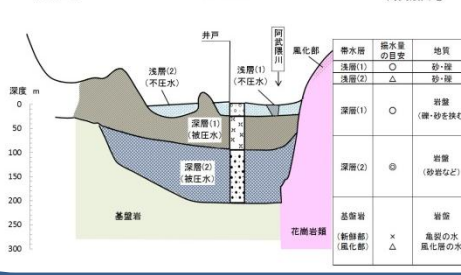 井戸
阿武隈川
風化部
浅層(2)
(不圧水)
浅層(1)
(不圧水)
深度 m
0
50
100
150
200
250
300
深層(1)
(被圧水)
深層(2)
(被圧水)
基盤岩
花崗岩類
帯水層 揚水量の目安 地質
浅層(1) ○ 砂・礫
浅層(2) △ 砂・礫
深層(1) ○ 岩盤
(礫・砂を挟む
深層(2) ◎ 岩盤
(砂岩など)
基盤岩 岩盤
(新鮮部) × 亀裂の水
(風化部) △ 風化層の水